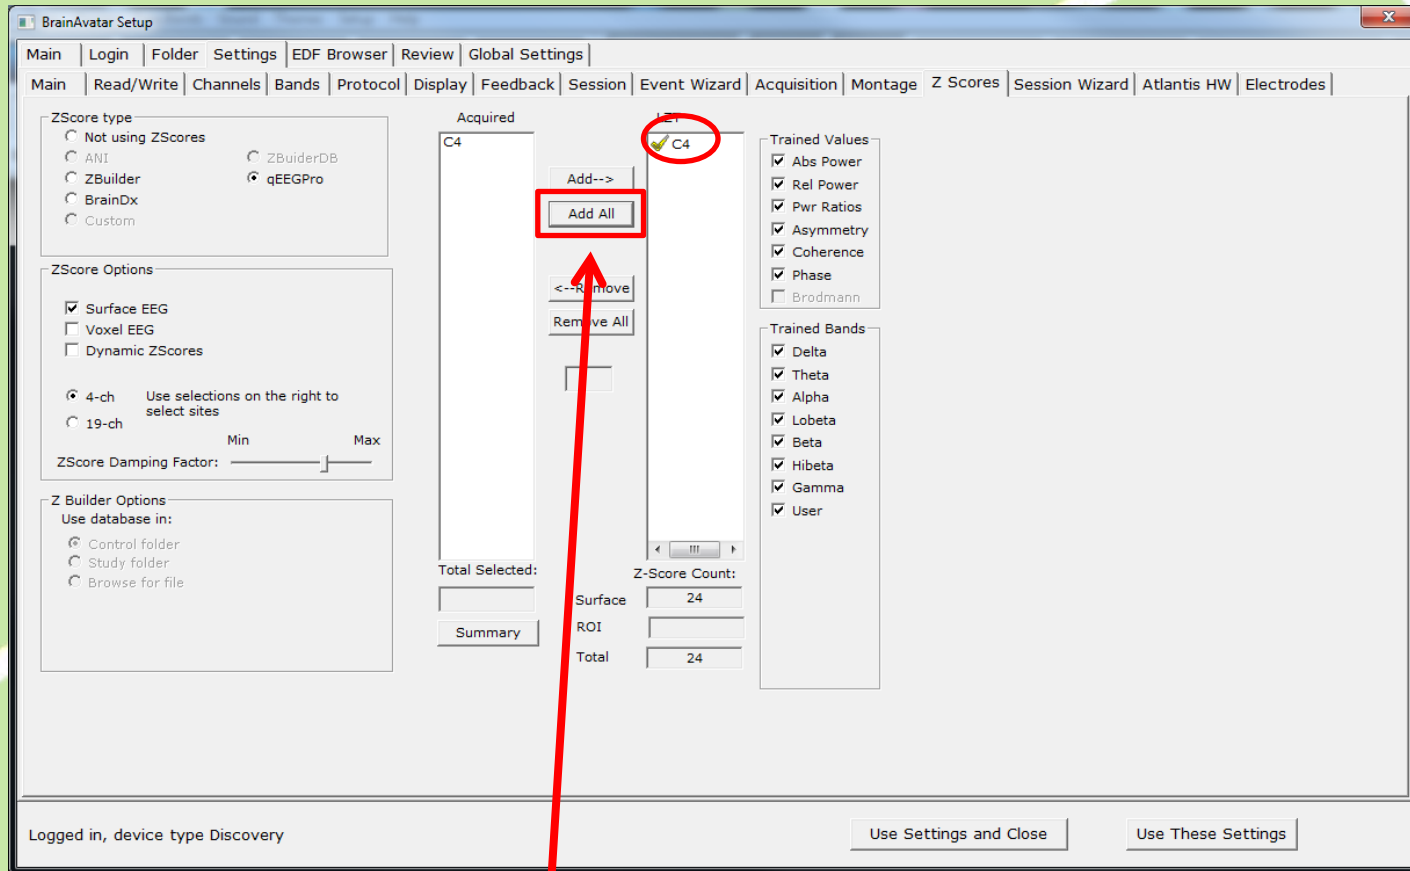 BrainAvatar Setup
Main Login Folder Settings EDF Browser Review Global Settings
Main Read/Write Channels Bands Protocol Display Feedback Session Event Wizard Acquisition Montage Z Scores Session Wizard Atlantis HW Electrodes
ZScore type
Not using ZScores
ANI ZBuiderDB
ZBuilder qEEGPro
BrainDx
Custom
ZScore Options
Surface EEG
Voxel EEG
Dynamic ZScores
4-ch Use selections on the right to
select sites
19-ch
Min Max
ZScore Damping Factor:
Z Builder Options
Use database in:
Control folder
Study folder
Browse for file
Acquired
C4
Total Selected:
Summary
Add-->
Add All
<--Remove
Remove All
C4
Z-Score Count:
Surface 24
ROI
Total 24
Trained Values
Abs Power
Rel Power
Pwr Ratios
Asymmetry
Coherence
Phase
Brodmann
Trained Bands
Delta
Theta
Alpha
Lobeta
Beta
Hibeta
Gamma
User
Logged in, device type Discovery
Use Settings and Close Use These Settings